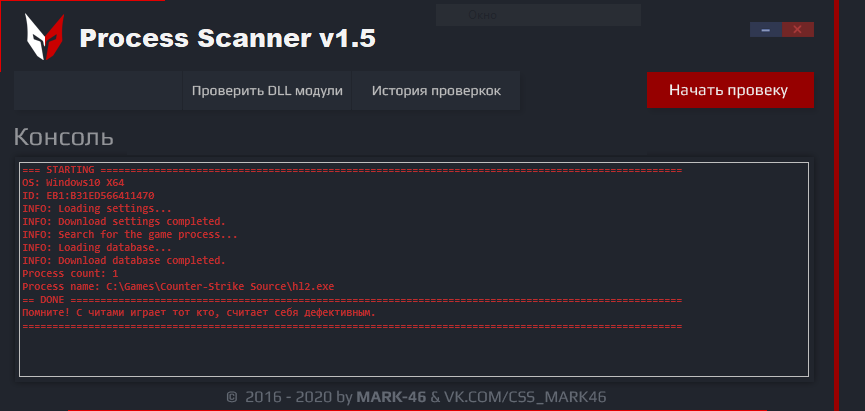 Окно
Process Scanner v1.5
Проверить DLL модули
История проверкок
Начать провеку
Консоль
=== STARTING =================================================================================================
OS: Windows10 X64
ID: EB1:B31ED566411470
INFO: Loading settings...
INFO: Download settings completed.
INFO: Search for the game process...
INFO: Loading database...
INFO: Download database completed.
Process count: 1
Process name: C:\Games\Counter-Strike Source\hl2.exe
== DONE ======================================================================================================
Помните! С читами играет тот кто, считает себя дефективным.
==============================================================================================================
© 2016 - 2020 by MARK-46 & VK.COM/CSS_MARK46